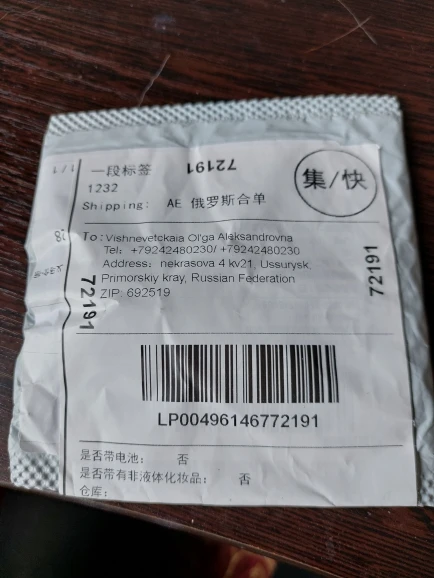 1/1
一段标签
72191
集/快
1232
Shipping: AE 俄罗斯合单
To: Vishnevetckaia Ol'ga Aleksandrovna
Tel: +79242480230/ +79242480230
Address: nekrasova 4 kv21, Ussurysk,
Primorskiy kray, Russian Federation
ZIP: 692519
72191
72191
LP00496146772191
是否带电池: 否
是否带有非液体化妆品: 否
仓库: